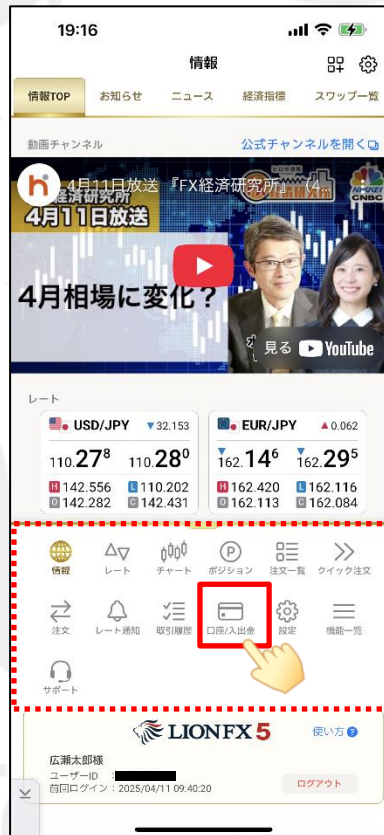 19:16
情報
情報TOP お知らせ ニュース 経済指標 スワップ一覧
動画チャンネル 公式チャンネルを開く
4月11日放送 『FX経済研究所』 (4
経済研究所
4月11日放送
NIKKEI
CNBC
4月相場に変化？
見る YouTube
レート
USD/JPY ▼32.153 EUR/JPY ▲0.062
110.27⁸ 110.28⁰ ▼162.14⁶ ▼162.29⁵
H 142.556 L 110.202 H 162.420 L 162.116
O 142.282 C 142.431 O 162.113 C 162.084
情報 レート チャート ポジション 注文一覧 クイック注文
注文 レート通知 取引履歴 口座/入出金 設定 機能一覧
サポート
LION FX 5 使い方
広瀬太郎様
ユーザーID :
前回ログイン : 2025/04/11 09:40:20 ログアウト